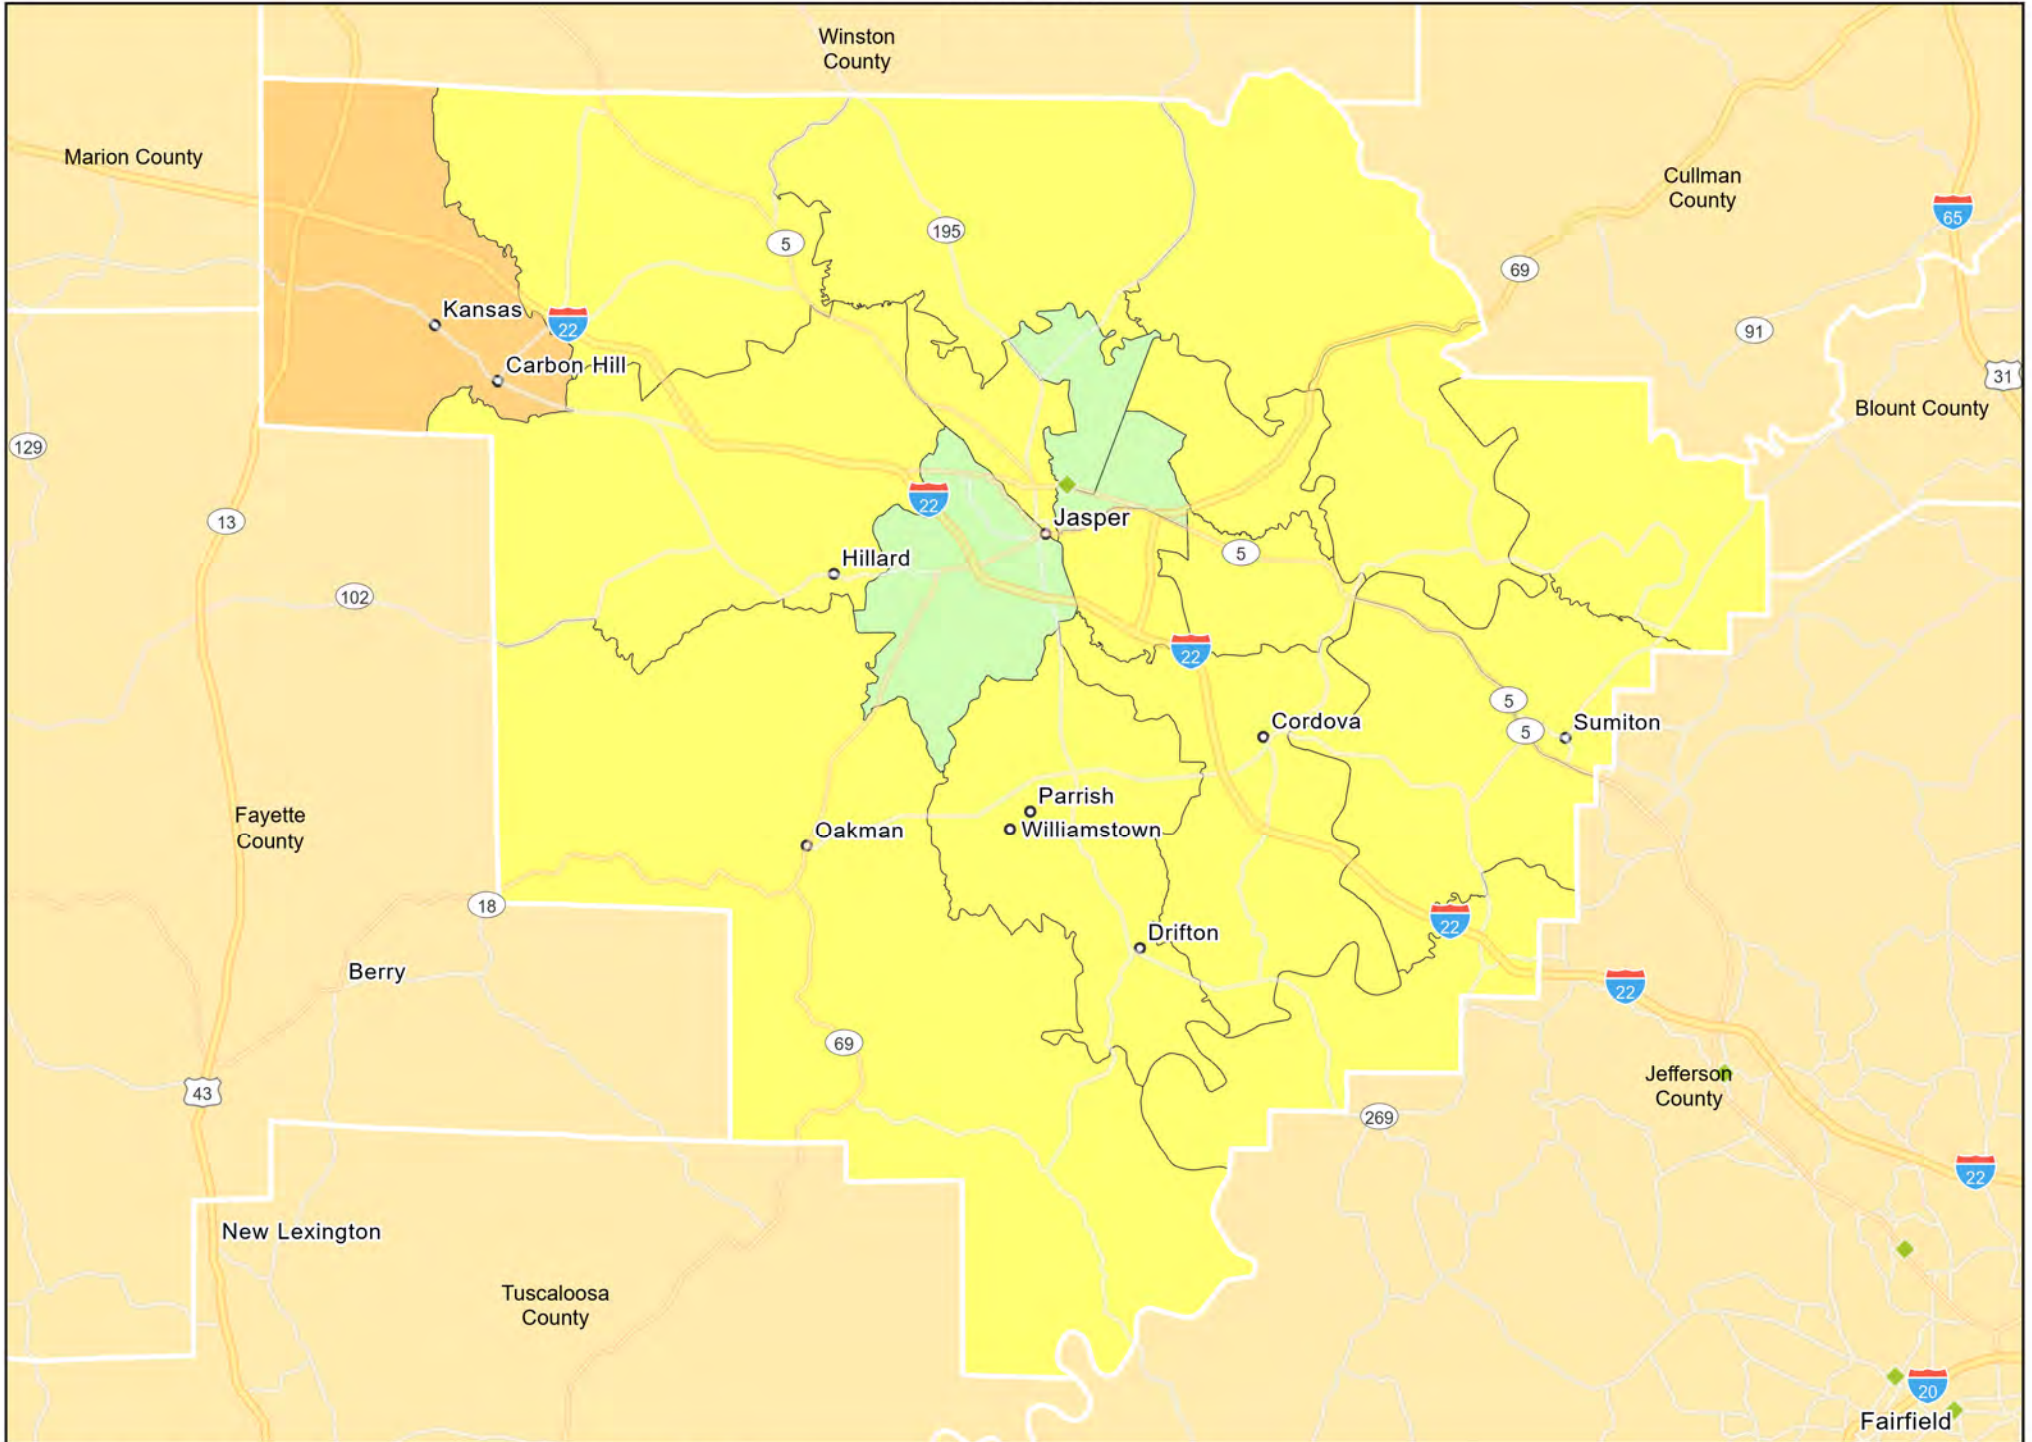 Winston
County
Marion County
Cullman
County
65
5
195
69
Kansas
22
91
Carbon Hill
31
Blount County
129
22
13
Jasper
Hillard
5
102
22
5
Cordova
5
Sumiton
Parrish
Fayette
County
Oakman
Williamstown
18
22
Drifton
Berry
22
69
43
Jefferson
County
269
22
New Lexington
Tuscaloosa
County
20
Fairfield